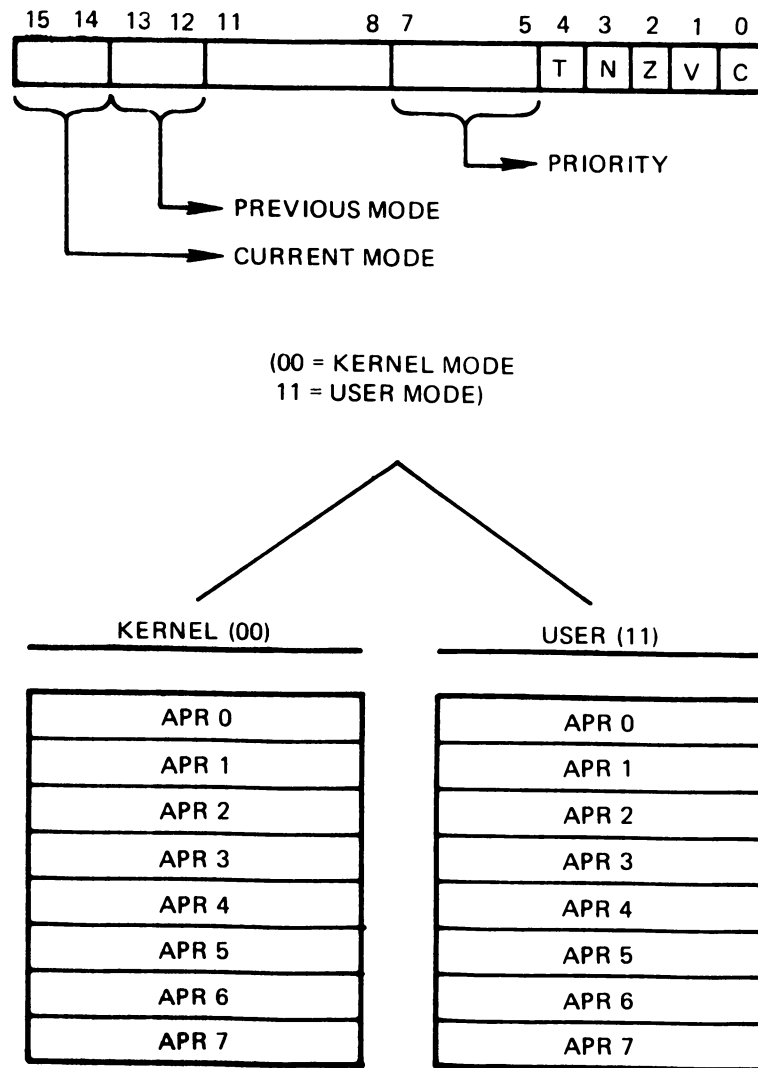 15 14 13 12 11 8 7 5 4 3 2 1 0
T N Z V C
PRIORITY
PREVIOUS MODE
CURRENT MODE
(00 = KERNEL MODE
11 = USER MODE)
KERNEL (00) USER (11)
APR 0 APR 0
APR 1 APR 1
APR 2 APR 2
APR 3 APR 3
APR 4 APR 4
APR 5 APR 5
APR 6 APR 6
APR 7 APR 7